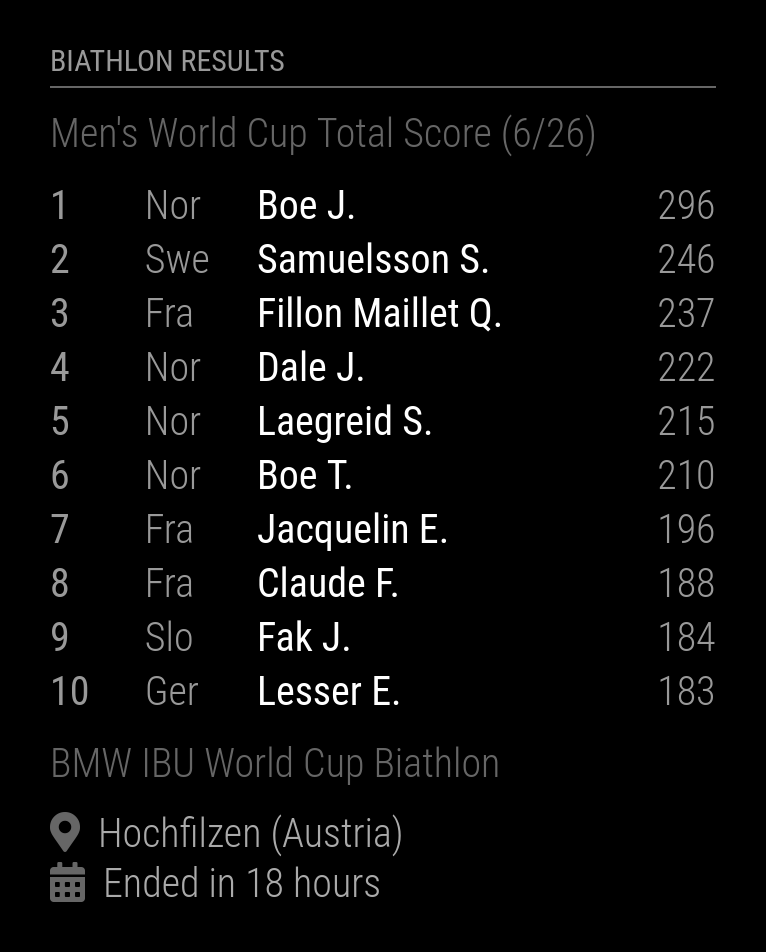 BIATHLON RESULTS
Men's World Cup Total Score (6/26)
1 Nor Boe J. 296
2 Swe Samuelsson S. 246
3 Fra Fillon Maillet Q. 237
4 Nor Dale J. 222
5 Nor Laegreid S. 215
6 Nor Boe T. 210
7 Fra Jacquelin E. 196
8 Fra Claude F. 188
9 Slo Fak J. 184
10 Ger Lesser E. 183
BMW IBU World Cup Biathlon
Hochfilzen (Austria)
Ended in 18 hours